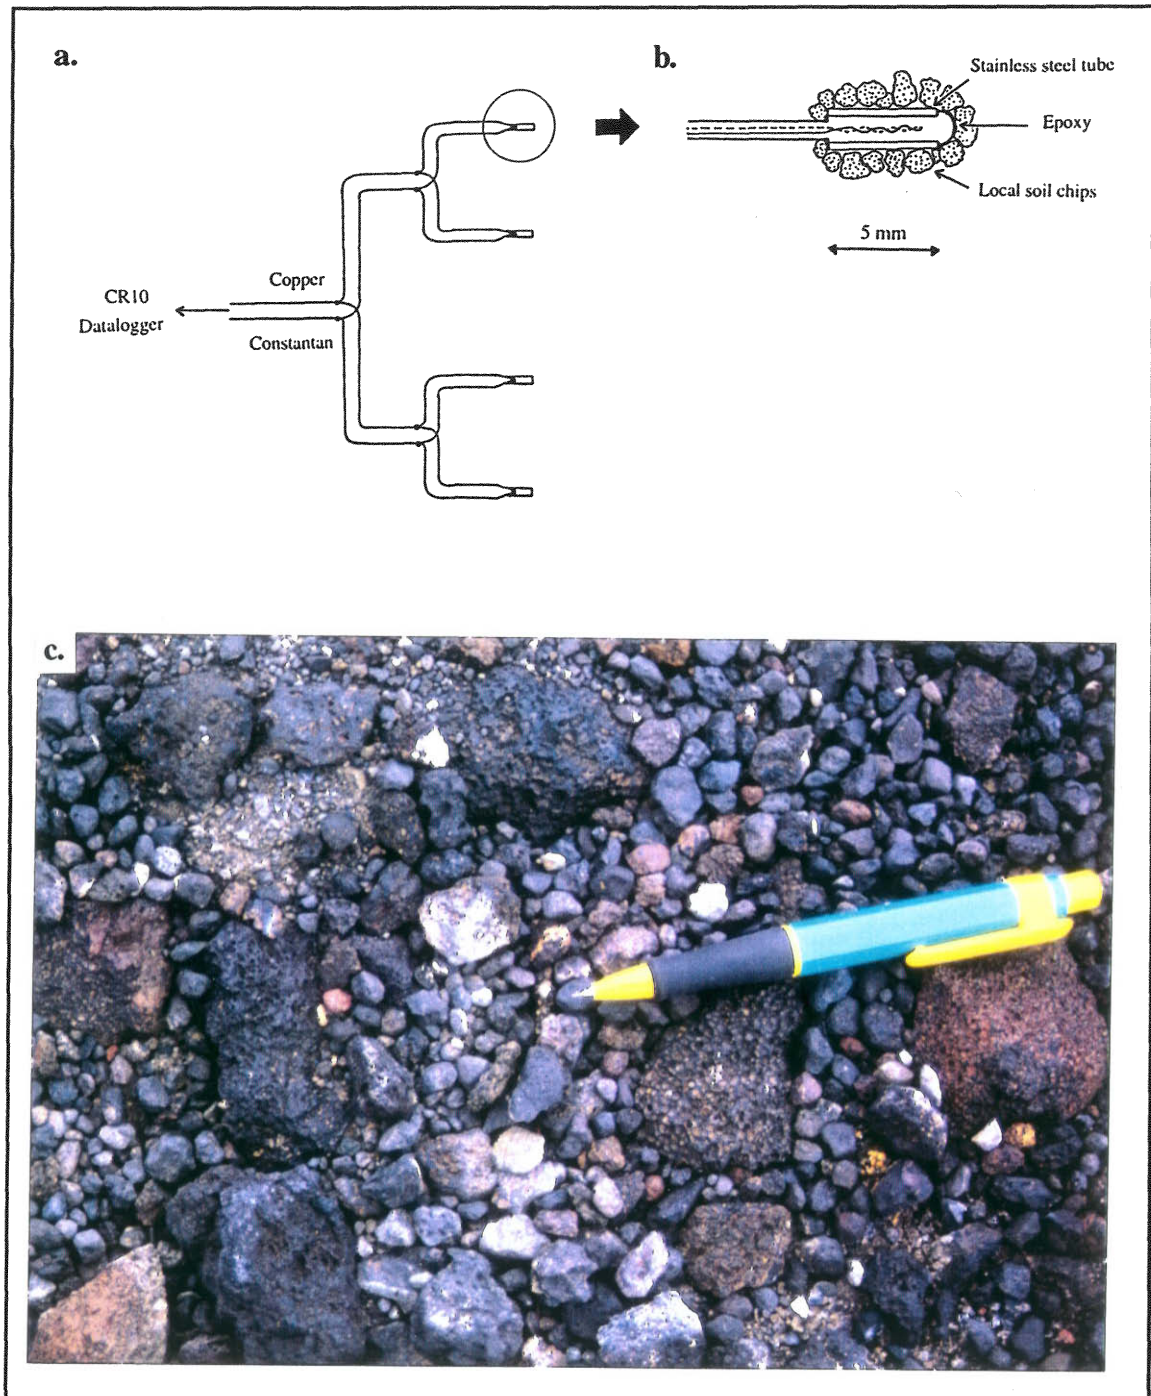 a.
b.
Stainless steel tube
Epoxy
Local soil chips
5 mm
Copper
CR10
Datalogger
Constantan
c.